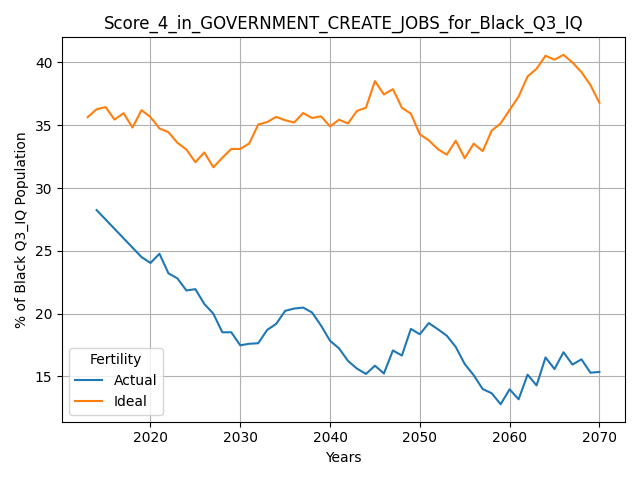 Score_4_in_GOVERNMENT_CREATE_JOBS_for_Black_Q3_IQ
% of Black Q3_IQ Population
40
35
30
25
20
15
Fertility
Actual
Ideal
2020 2030 2040 2050 2060 2070
Years